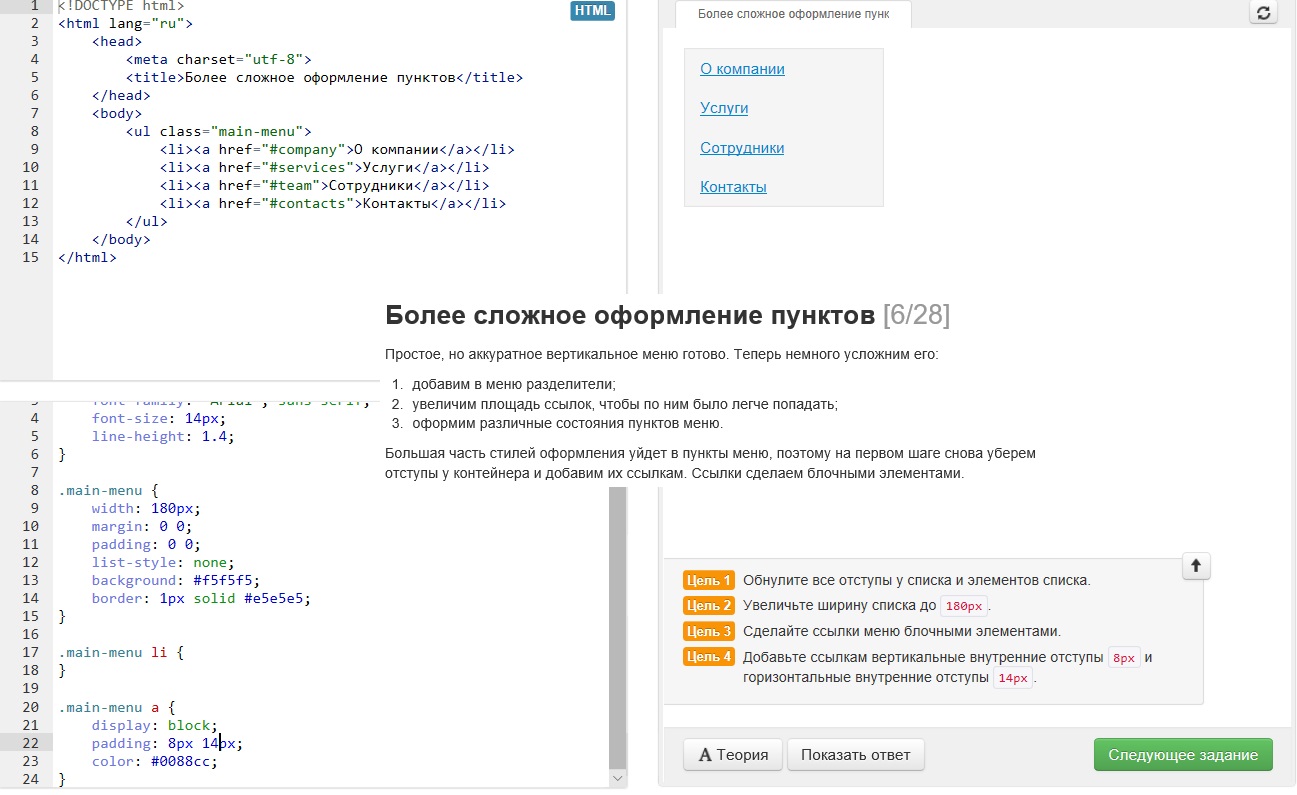 1 <!DOCTYPE html>
HTML
2 <html lang="ru">
3 <head>
4 <meta charset="utf-8">
5 <title>Более сложное оформление пунктов</title>
6 </head>
7 <body>
8 <ul class="main-menu">
9 <li><a href="#company">О компании</a></li>
10 <li><a href="#services">Услуги</a></li>
11 <li><a href="#team">Сотрудники</a></li>
12 <li><a href="#contacts">Контакты</a></li>
13 </ul>
14 </body>
15 </html>
Более сложное оформление пунк
О компании
Услуги
Сотрудники
Контакты
Более сложное оформление пунктов [6/28]
Простое, но аккуратное вертикальное меню готово. Теперь немного усложним его:
1. добавим в меню разделители;
2. увеличим площадь ссылок, чтобы по ним было легче попадать;
3. оформим различные состояния пунктов меню.
Большая часть стилей оформления уйдет в пункты меню, поэтому на первом шаге снова уберем
отступы у контейнера и добавим их ссылкам. Ссылки сделаем блочными элементами.
3 font-family: "Arial", sans-serif;
4 font-size: 14px;
5 line-height: 1.4;
6 }
7
8 .main-menu {
9 width: 180px;
10 margin: 0 0;
11 padding: 0 0;
12 list-style: none;
13 background: #f5f5f5;
14 border: 1px solid #e5e5e5;
15 }
16
17 .main-menu li {
18 }
19
20 .main-menu a {
21 display: block;
22 padding: 8px 14px;
23 color: #0088cc;
24 }
Цель 1 Обнулите все отступы у списка и элементов списка.
Цель 2 Увеличьте ширину списка до 180px.
Цель 3 Сделайте ссылки меню блочными элементами.
Цель 4 Добавьте ссылкам вертикальные внутренние отступы 8px и
горизонтальные внутренние отступы 14px.
A Теория
Показать ответ
Следующее задание